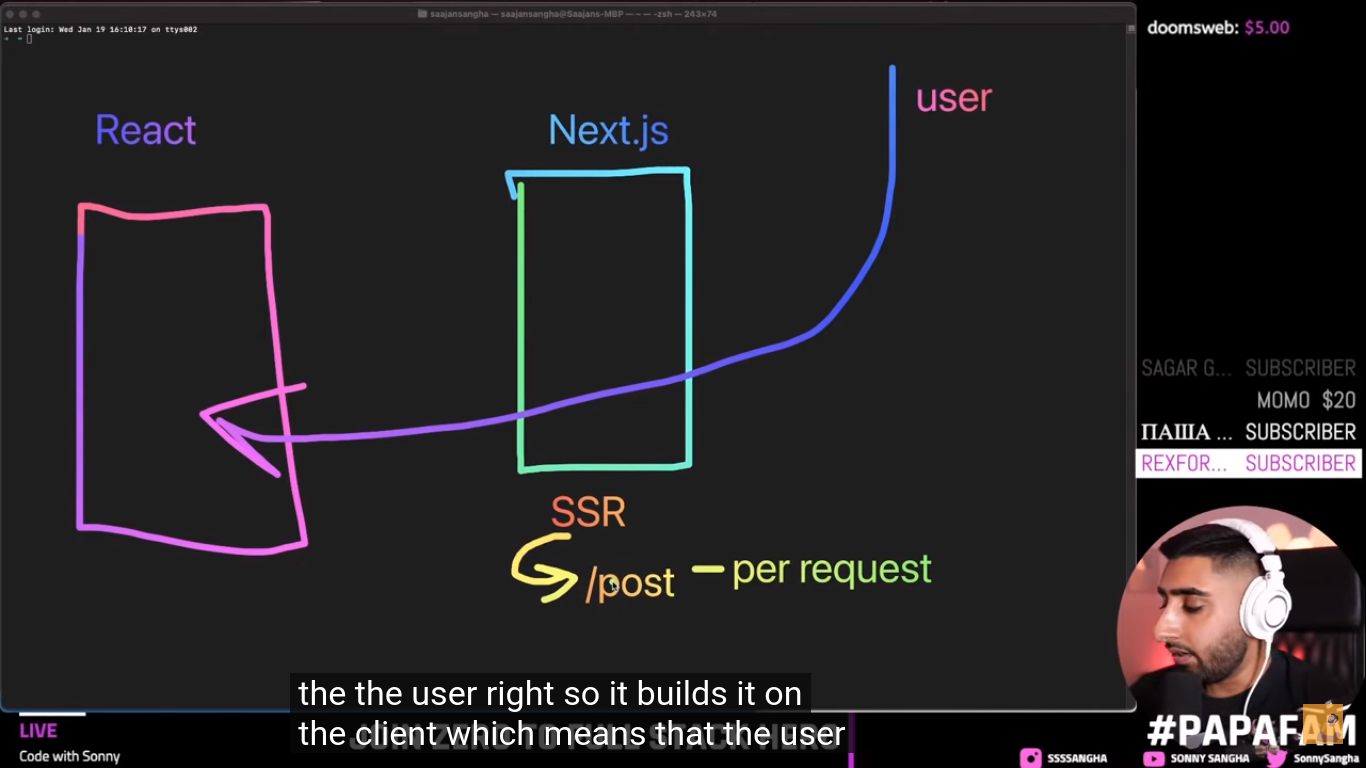 saajansangha — saajansangha@Saajans-MBP — ~ — -zsh — 243×74
Last login: Wed Jan 19 16:10:17 on ttys002
doomsweb: $5.00
user
React
Next.js
SAGAR G... SUBSCRIBER
MOMO $20
ПАША ... SUBSCRIBER
REXFOR... SUBSCRIBER
SSR
/post — per request
the the user right so it builds it on
the client which means that the user
LIVE
Code with Sonny
#PAPAFAM
SSSSANGHA
SONNY SANGHA
SonnySangha